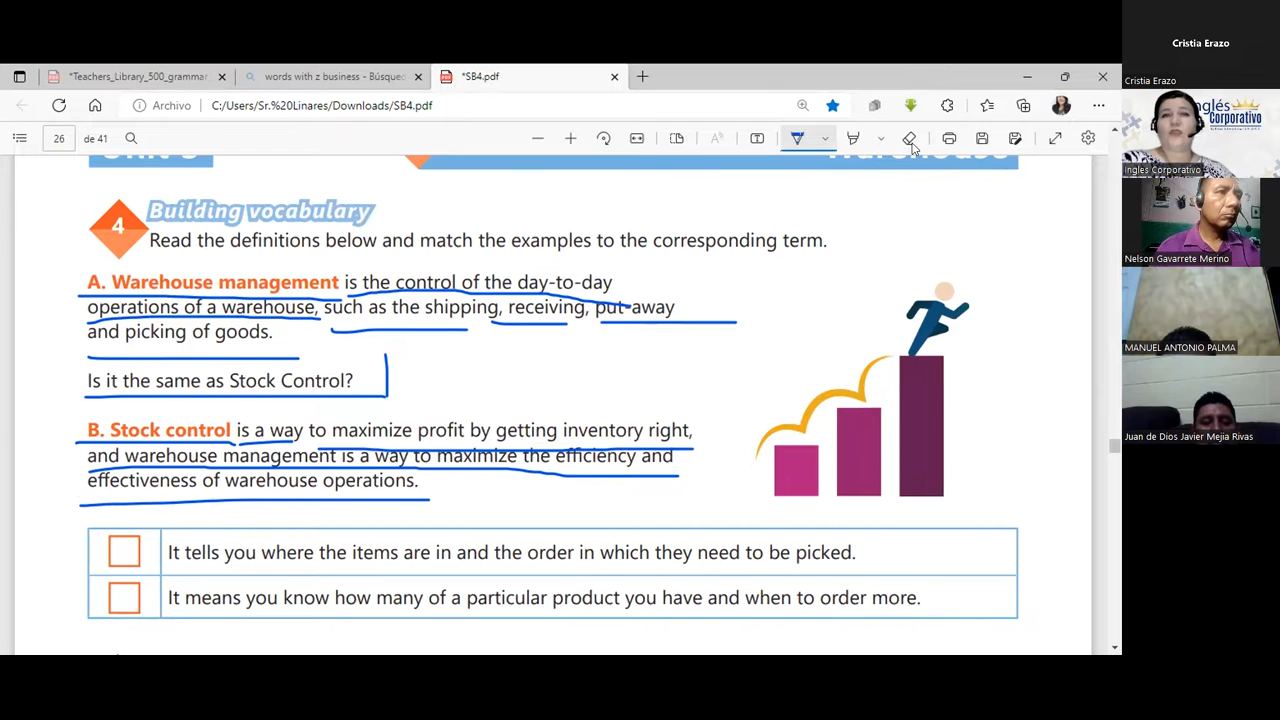 *Teachers_Library_500_grammar_
words with z business - Búsqued
*SB4.pdf
Archivo
C:/Users/Sr.%20Linares/Downloads/SB4.pdf
26
de 41
Warehouse
4
Building vocabulary
Read the definitions below and match the examples to the corresponding term.
A. Warehouse management is the control of the day-to-day
operations of a warehouse, such as the shipping, receiving, put-away
and picking of goods.
Is it the same as Stock Control?
B. Stock control is a way to maximize profit by getting inventory right,
and warehouse management is a way to maximize the efficiency and
effectiveness of warehouse operations.
It tells you where the items are in and the order in which they need to be picked.
It means you know how many of a particular product you have and when to order more.
Cristia Erazo
Cristia Erazo
Inglés
Corporativo
Ingles Corporativo
Nelson Gavarrete Merino
MANUEL ANTONIO PALMA
Juan de Dios Javier Mejia Rivas